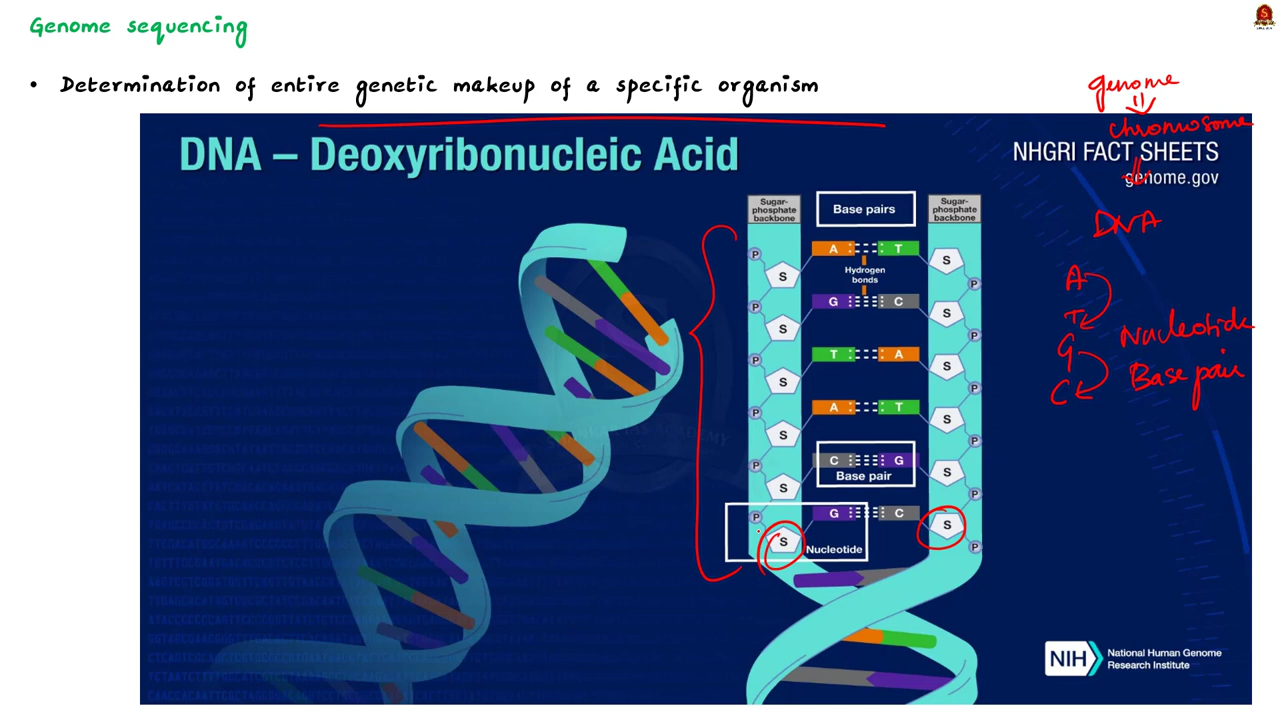 Genome sequencing
• Determination of entire genetic makeup of a specific organism
genome
chromosome
DNA – Deoxyribonucleic Acid
NHGRI FACT SHEETS
genome.gov
DNA
Sugar-
phosphate
backbone
Base pairs
Sugar-
phosphate
backbone
P
A T
S
S
P
Hydrogen
bonds
P
G C
S
S
P
P
T A
S
S
P
P
A T
S
S
P
P
C G
Base pair
S
S
P
P
G C
S
S
Nucleotide
P
A
T
G
C
Nucleotide
Base pair
NIH
National Human Genome
Research Institute